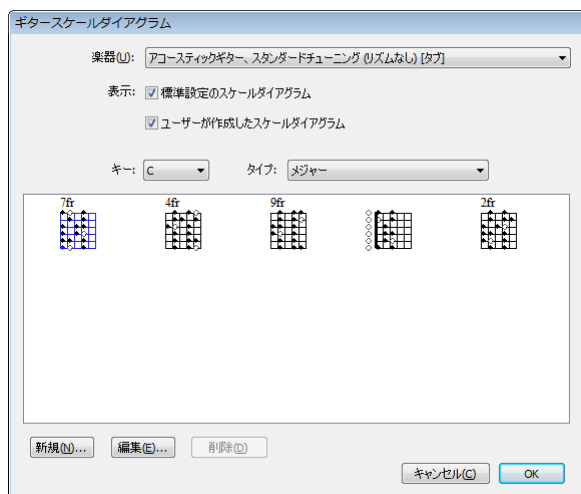 ギタースケールダイアグラム
楽器(U): アコースティックギター、スタンダードチューニング (リズムなし) [タブ]
表示: 標準設定のスケールダイアグラム
ユーザーが作成したスケールダイアグラム
キー: C タイプ: メジャー
7fr 4fr 9fr 2fr
新規(N)... 編集(E)... 削除(D)
キャンセル(C) OK